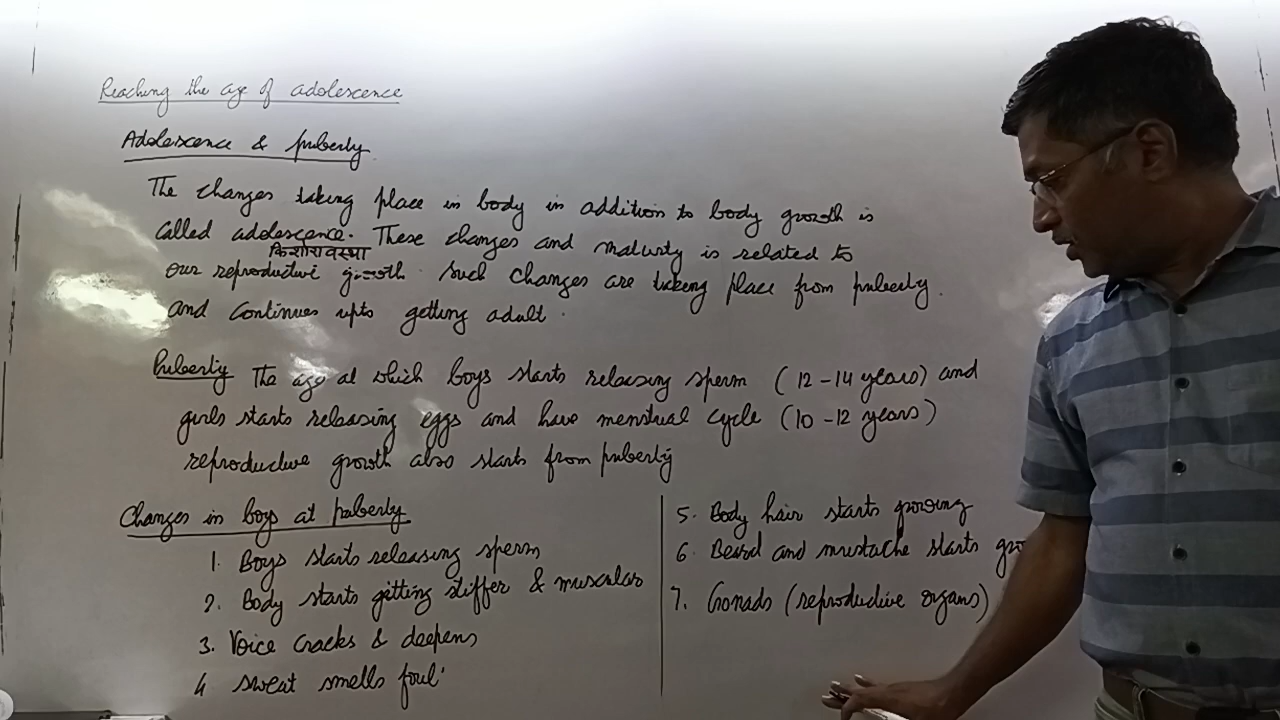 Reaching the age of adolescence
Adolescence & puberty
The changes taking place in body in addition to body growth is
called adolescence. These changes and maturity is related to
किशोरावस्था
our reproductive growth. Such changes are taking place from puberty.
and continues upto getting adult.
Puberty The age at which boys starts releasing sperm (12-14 years) and
girls starts releasing eggs and have menstrual cycle (10-12 years)
reproductive growth also starts from puberty
Changes in boys at puberty
1. Boys starts releasing sperm
2. Body starts getting stiffer & muscular
3. Voice cracks & deepens
4 sweat smells foul
5. Body hair starts growing
6 Beard and mustache starts gro
7. Gonads (reproductive organs)